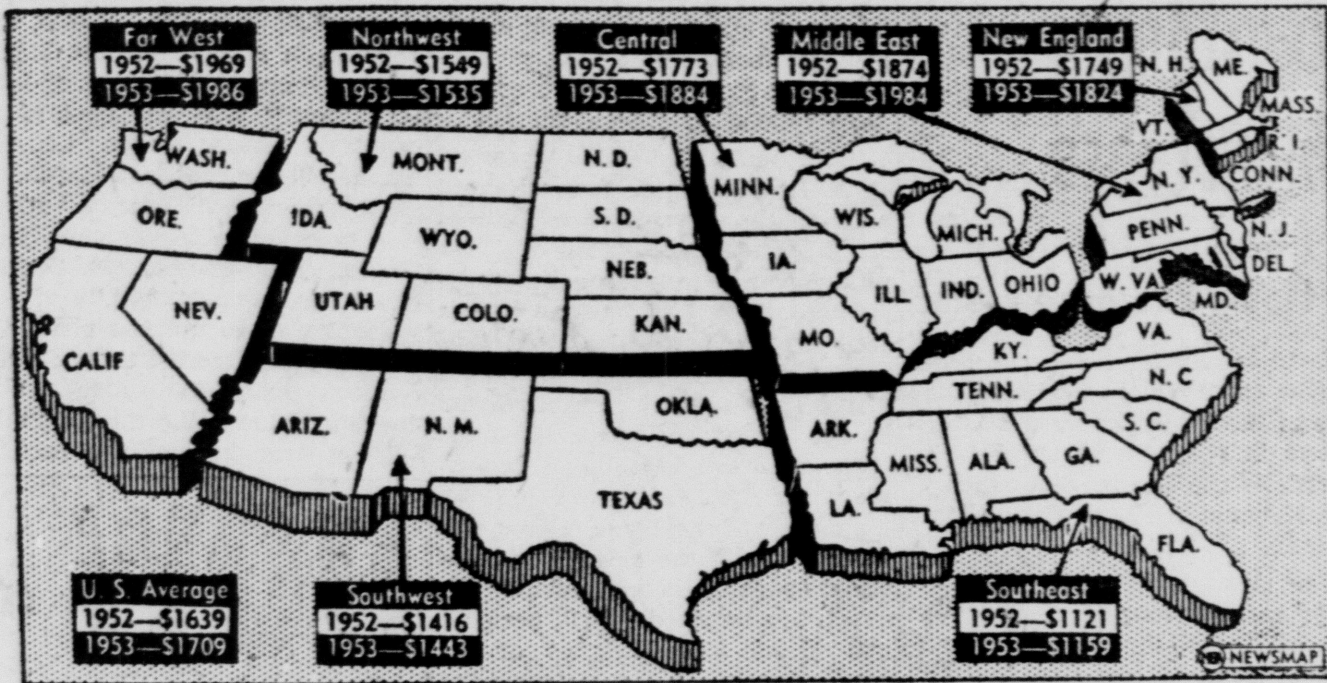 Far West
1952—$1969
1953—$1986
Northwest
1952—$1549
1953—$1535
Central
1952—$1773
1953—$1884
Middle East
1952—$1874
1953—$1984
New England
1952—$1749
1953—$1824
N. H.
ME.
MASS.
VT.
R. I.
CONN.
WASH.
MONT.
N. D.
MINN.
N. Y.
ORE.
IDA.
S. D.
WIS.
MICH.
PENN.
N. J.
WYO.
NEB.
IA.
DEL.
NEV.
UTAH
COLO.
KAN.
ILL.
IND.
OHIO
W. VA.
MD.
CALIF
MO.
KY.
VA.
TENN.
N. C
ARIZ.
N. M.
OKLA.
ARK.
S. C.
MISS.
ALA.
GA.
TEXAS
LA.
FLA.
U. S. Average
1952—$1639
1953—$1709
Southwest
1952—$1416
1953—$1443
Southeast
1952—$1121
1953—$1159
NEWSMAP